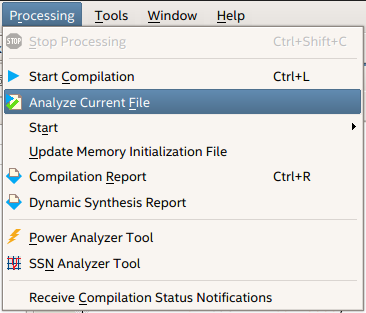 Processing Tools Window Help
STOP Stop Processing Ctrl+Shift+C
Start Compilation Ctrl+L
Analyze Current File
Start
Update Memory Initialization File
Compilation Report Ctrl+R
Dynamic Synthesis Report
Power Analyzer Tool
SSN Analyzer Tool
Receive Compilation Status Notifications